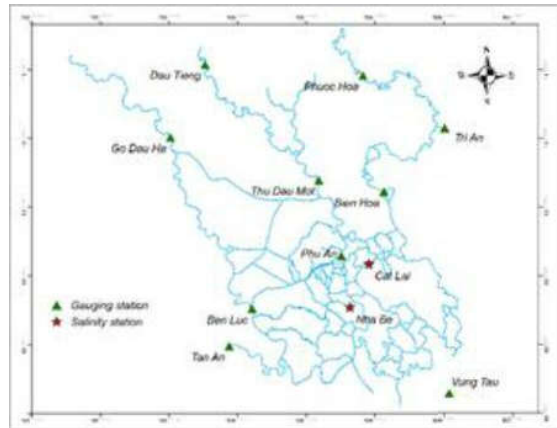 N
Dau Tieng
Phuoc Hoa
Tri An
Go Dau Ha
Thu Dau Mot
Bien Hoa
Phu An
Cat Lai
Gauging station
Salinity station
Ben Luc
Nha Be
Tan An
Vung Tau